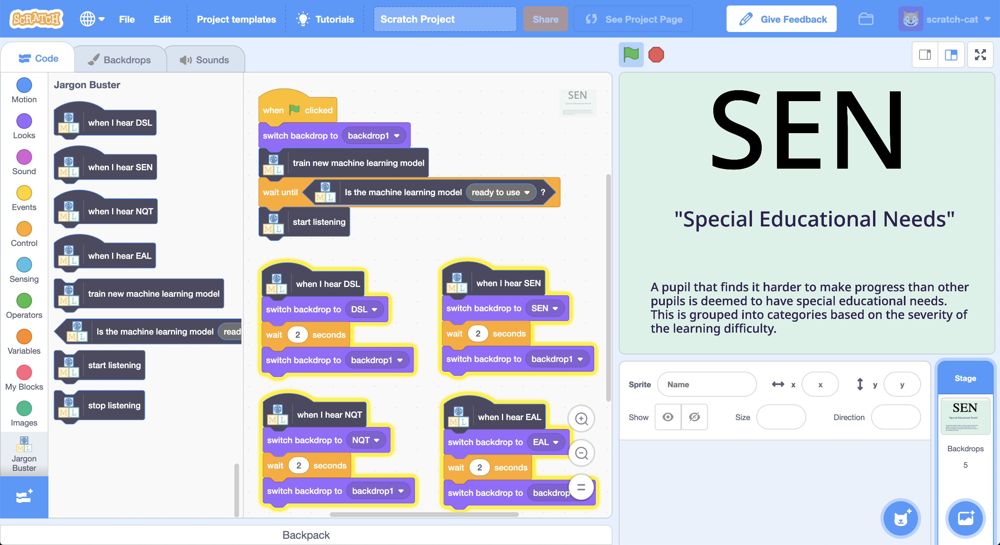 SCRATCH
File
Edit
Project templates
Tutorials
Scratch Project
Share
See Project Page
Give Feedback
scratch-cat
Code
Backdrops
Sounds
Motion
Looks
Sound
Events
Control
Sensing
Operators
Variables
My Blocks
Images
Jargon
Buster
Jargon Buster
M L when I hear DSL
M L when I hear SEN
M L when I hear NQT
M L when I hear EAL
M L train new machine learning model
M L Is the machine learning model read
M L start listening
M L stop listening
when clicked
switch backdrop to backdrop1
M L train new machine learning model
wait until M L Is the machine learning model ready to use ?
M L start listening
SEN
"Special Educational Needs"
M L when I hear DSL
switch backdrop to DSL
wait 2 seconds
switch backdrop to backdrop1
M L when I hear SEN
switch backdrop to SEN
wait 2 seconds
switch backdrop to backdrop1
M L when I hear NQT
switch backdrop to NQT
wait 2 seconds
switch backdrop to backdrop1
M L when I hear EAL
switch backdrop to EAL
wait 2 seconds
switch backdrop to backdrop
Backpack
SEN
"Special Educational Needs"
A pupil that finds it harder to make progress than other
pupils is deemed to have special educational needs.
This is grouped into categories based on the severity of
the learning difficulty.
Sprite Name x x y y
Show Size Direction
Stage
SEN
"Special Educational Needs"
Backdrops
5